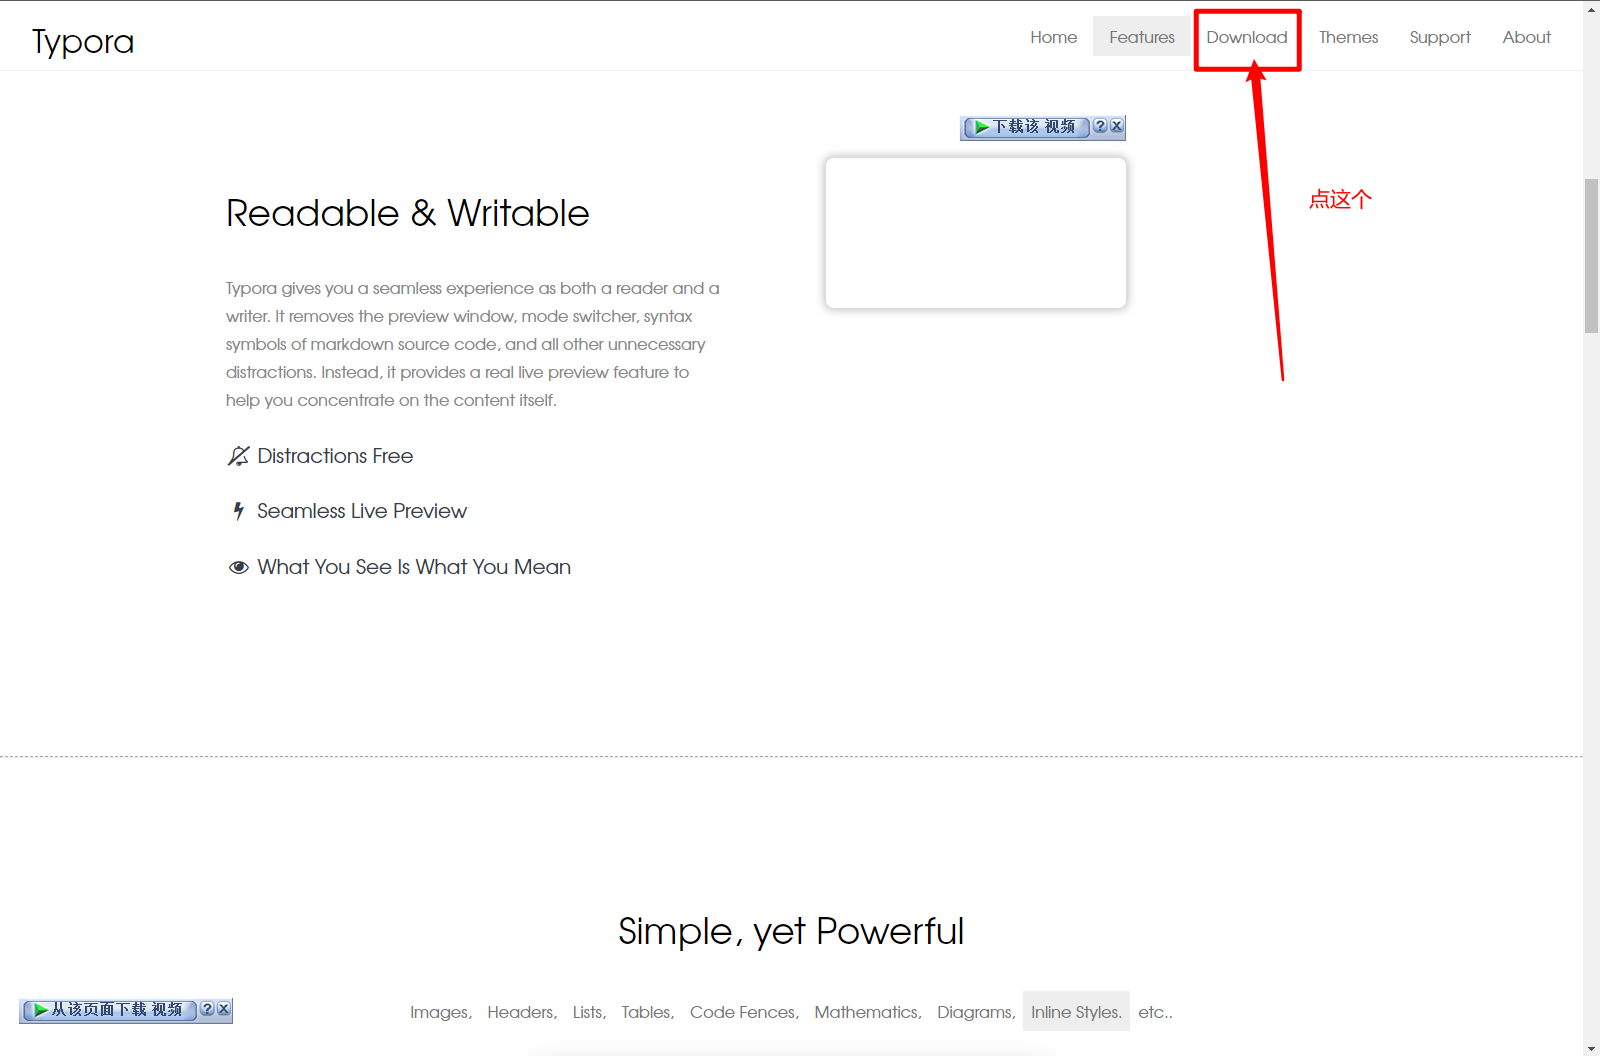 Typora
Home Features Download Themes Support About
下载该 视频
点这个
Readable & Writable
Typora gives you a seamless experience as both a reader and a
writer. It removes the preview window, mode switcher, syntax
symbols of markdown source code, and all other unnecessary
distractions. Instead, it provides a real live preview feature to
help you concentrate on the content itself.
Distractions Free
Seamless Live Preview
What You See Is What You Mean
Simple, yet Powerful
从该页面下载 视频
Images, Headers, Lists, Tables, Code Fences, Mathematics, Diagrams, Inline Styles. etc..